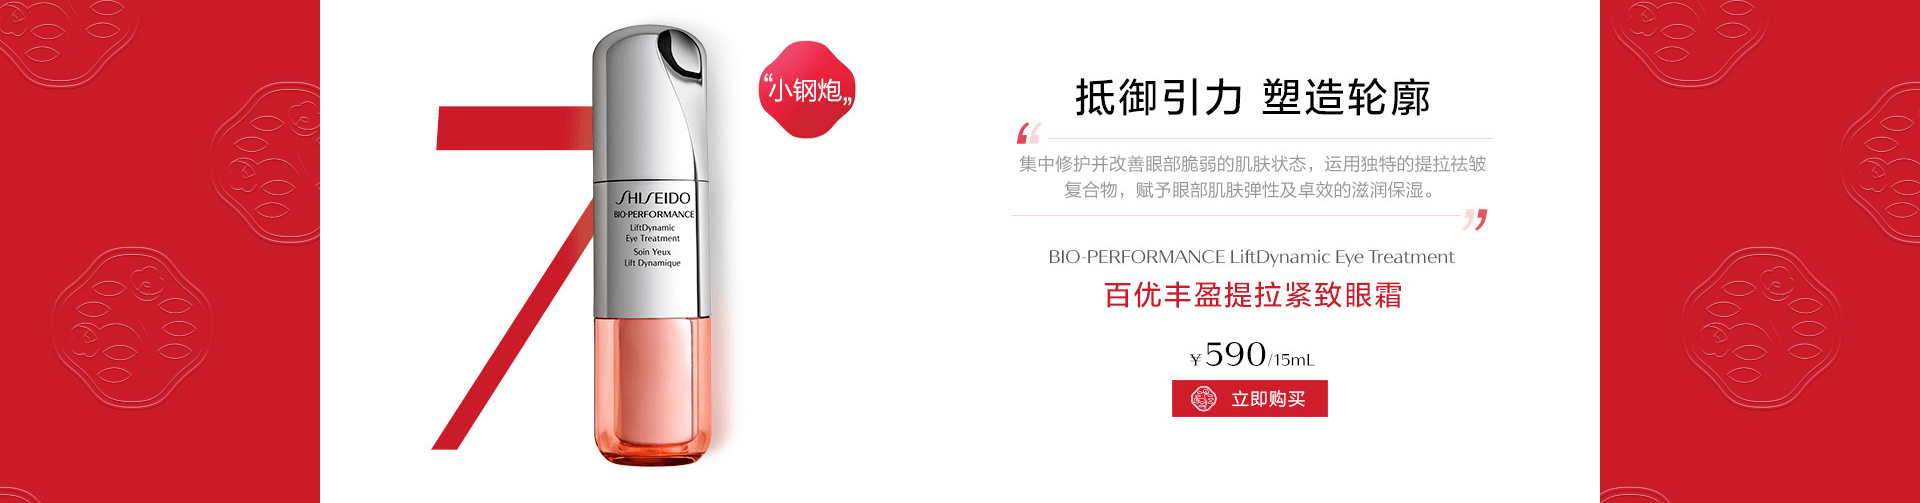 SHISEIDO
BIO-PERFORMANCE
LiftDynamic
Eye Treatment
Soin Yeux
Lift Dynamique
“小钢炮”
抵御引力 塑造轮廓
“
集中修护并改善眼部脆弱的肌肤状态，运用独特的提拉祛皱
复合物，赋予眼部肌肤弹性及卓效的滋润保湿。
”
BIO-PERFORMANCE LiftDynamic Eye Treatment
百优丰盈提拉紧致眼霜
¥590/15mL
立即购买